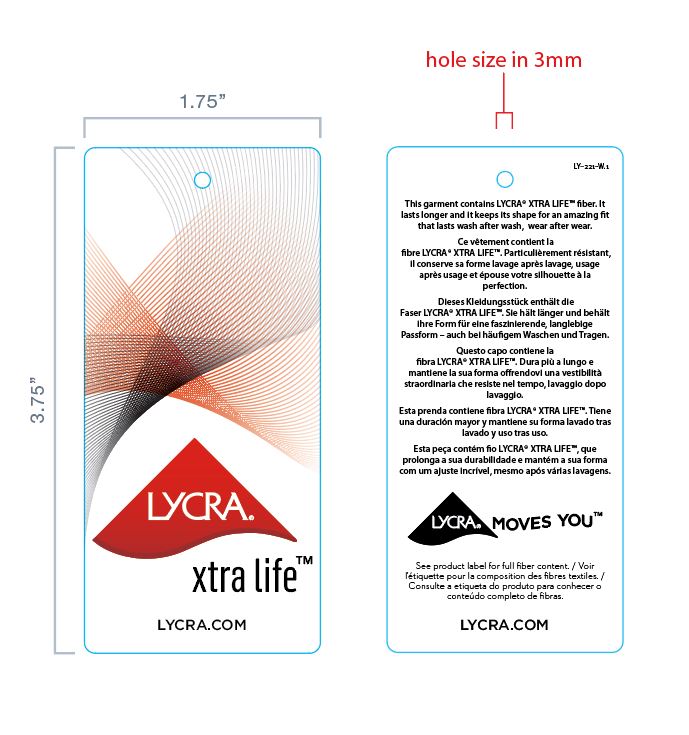 hole size in 3mm
1.75”
3.75”
LYCRA®
xtra life™
LYCRA.COM
LY-221-W.1
This garment contains LYCRA® XTRA LIFE™ fiber. It
lasts longer and it keeps its shape for an amazing fit
that lasts wash after wash, wear after wear.
Ce vêtement contient la
fibre LYCRA® XTRA LIFE™. Particulièrement résistant,
il conserve sa forme lavage après lavage, usage
après usage et épouse votre silhouette à la
perfection.
Dieses Kleidungsstück enthält die
Faser LYCRA® XTRA LIFE™. Sie hält länger und behält
ihre Form für eine faszinierende, langlebige
Passform – auch bei häufigem Waschen und Tragen.
Questo capo contiene la
fibra LYCRA® XTRA LIFE™. Dura più a lungo e
mantiene la sua forma offrendovi una vestibilità
straordinaria che resiste nel tempo, lavaggio dopo
lavaggio.
Esta prenda contiene fibra LYCRA® XTRA LIFE™. Tiene
una duración mayor y mantiene su forma lavado tras
lavado y uso tras uso.
Esta peça contém fio LYCRA® XTRA LIFE™, que
prolonga a sua durabilidade e mantém a sua forma
com um ajuste incrível, mesmo após várias lavagens.
LYCRA® MOVES YOU™
See product label for full fiber content. / Voir
l'étiquette pour la composition des fibres textiles. /
Consulte a etiqueta do produto para conhecer o
conteúdo completo de fibras.
LYCRA.COM